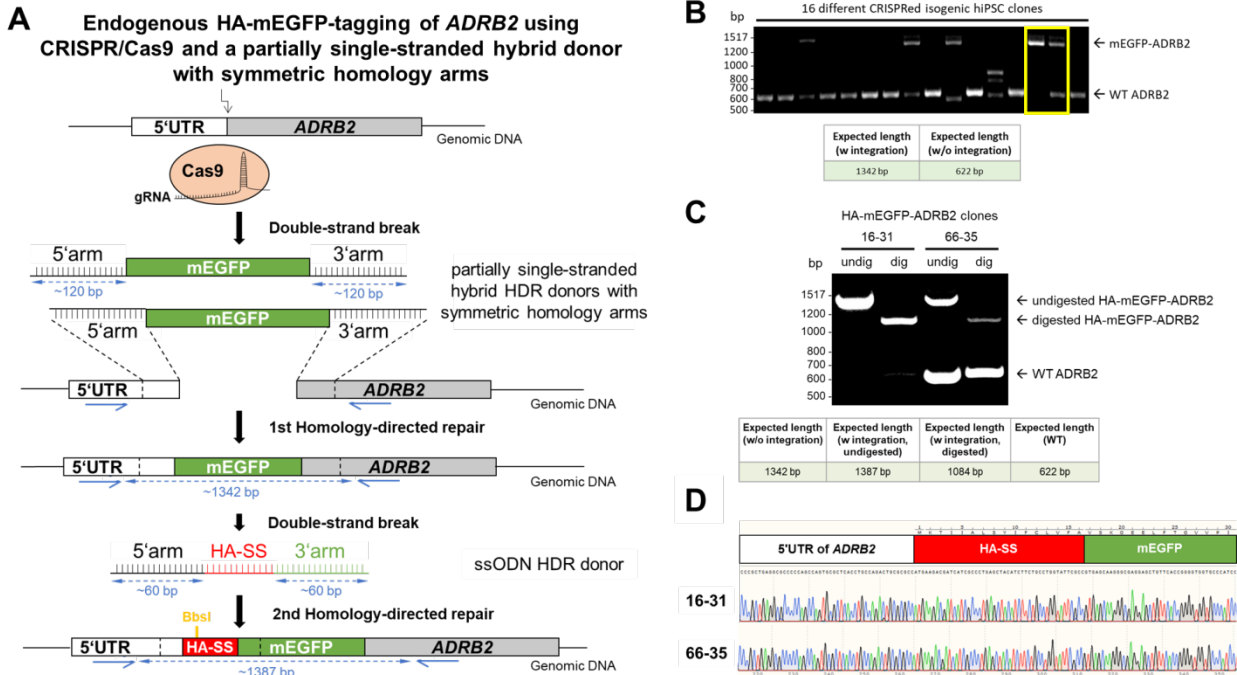 A
Endogenous HA-mEGFP-tagging of ADRB2 using
CRISPR/Cas9 and a partially single-stranded hybrid donor
with symmetric homology arms
5'UTR
ADRB2
Genomic DNA
Cas9
gRNA
Double-strand break
5'arm
mEGFP
3'arm
~120 bp
~120 bp
partially single-stranded
hybrid HDR donors with
symmetric homology arms
5'arm
mEGFP
3'arm
5'UTR
ADRB2
Genomic DNA
1st Homology-directed repair
5'UTR
mEGFP
ADRB2
~1342 bp
Genomic DNA
Double-strand break
5'arm
HA-SS
3'arm
~60 bp
~60 bp
ssODN HDR donor
BbsI
2nd Homology-directed repair
5'UTR
HA-SS
mEGFP
ADRB2
~1387 bp
Genomic DNA
B
16 different CRISPRed isogenic hiPSC clones
bp
1517
1200
1000
800
700
600
500
← mEGFP-ADRB2
← WT ADRB2
Expected length (w integration) Expected length (w/o integration)
1342 bp 622 bp
C
HA-mEGFP-ADRB2 clones
16-31 66-35
bp undig dig undig dig
1517
1200
1000
800
700
600
500
← undigested HA-mEGFP-ADRB2
← digested HA-mEGFP-ADRB2
← WT ADRB2
Expected length (w/o integration) Expected length (w integration, undigested) Expected length (w integration, digested) Expected length (WT)
1342 bp 1387 bp 1084 bp 622 bp
D
5'UTR of ADRB2 HA-SS mEGFP
16-31
66-35